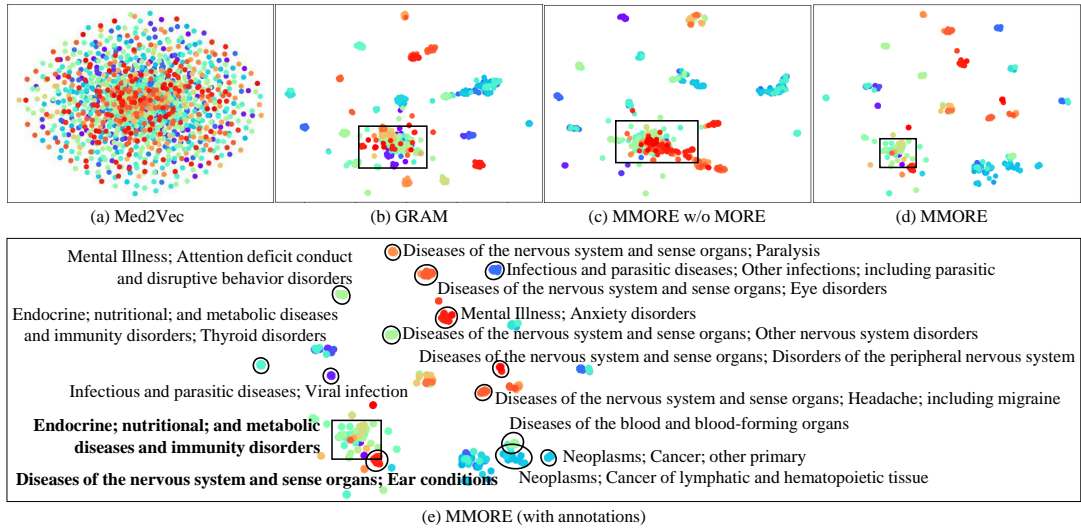 (a) Med2Vec
(b) GRAM
(c) MMORE w/o MORE
(d) MMORE
Mental Illness; Attention deficit conduct
and disruptive behavior disorders
Diseases of the nervous system and sense organs; Paralysis
Infectious and parasitic diseases; Other infections; including parasitic
Diseases of the nervous system and sense organs; Eye disorders
Endocrine; nutritional; and metabolic diseases
and immunity disorders; Thyroid disorders
Mental Illness; Anxiety disorders
Diseases of the nervous system and sense organs; Other nervous system disorders
Diseases of the nervous system and sense organs; Disorders of the peripheral nervous system
Infectious and parasitic diseases; Viral infection
Diseases of the nervous system and sense organs; Headache; including migraine
Endocrine; nutritional; and metabolic
diseases and immunity disorders
Diseases of the blood and blood-forming organs
Neoplasms; Cancer; other primary
Diseases of the nervous system and sense organs; Ear conditions
Neoplasms; Cancer of lymphatic and hematopoietic tissue
(e) MMORE (with annotations)